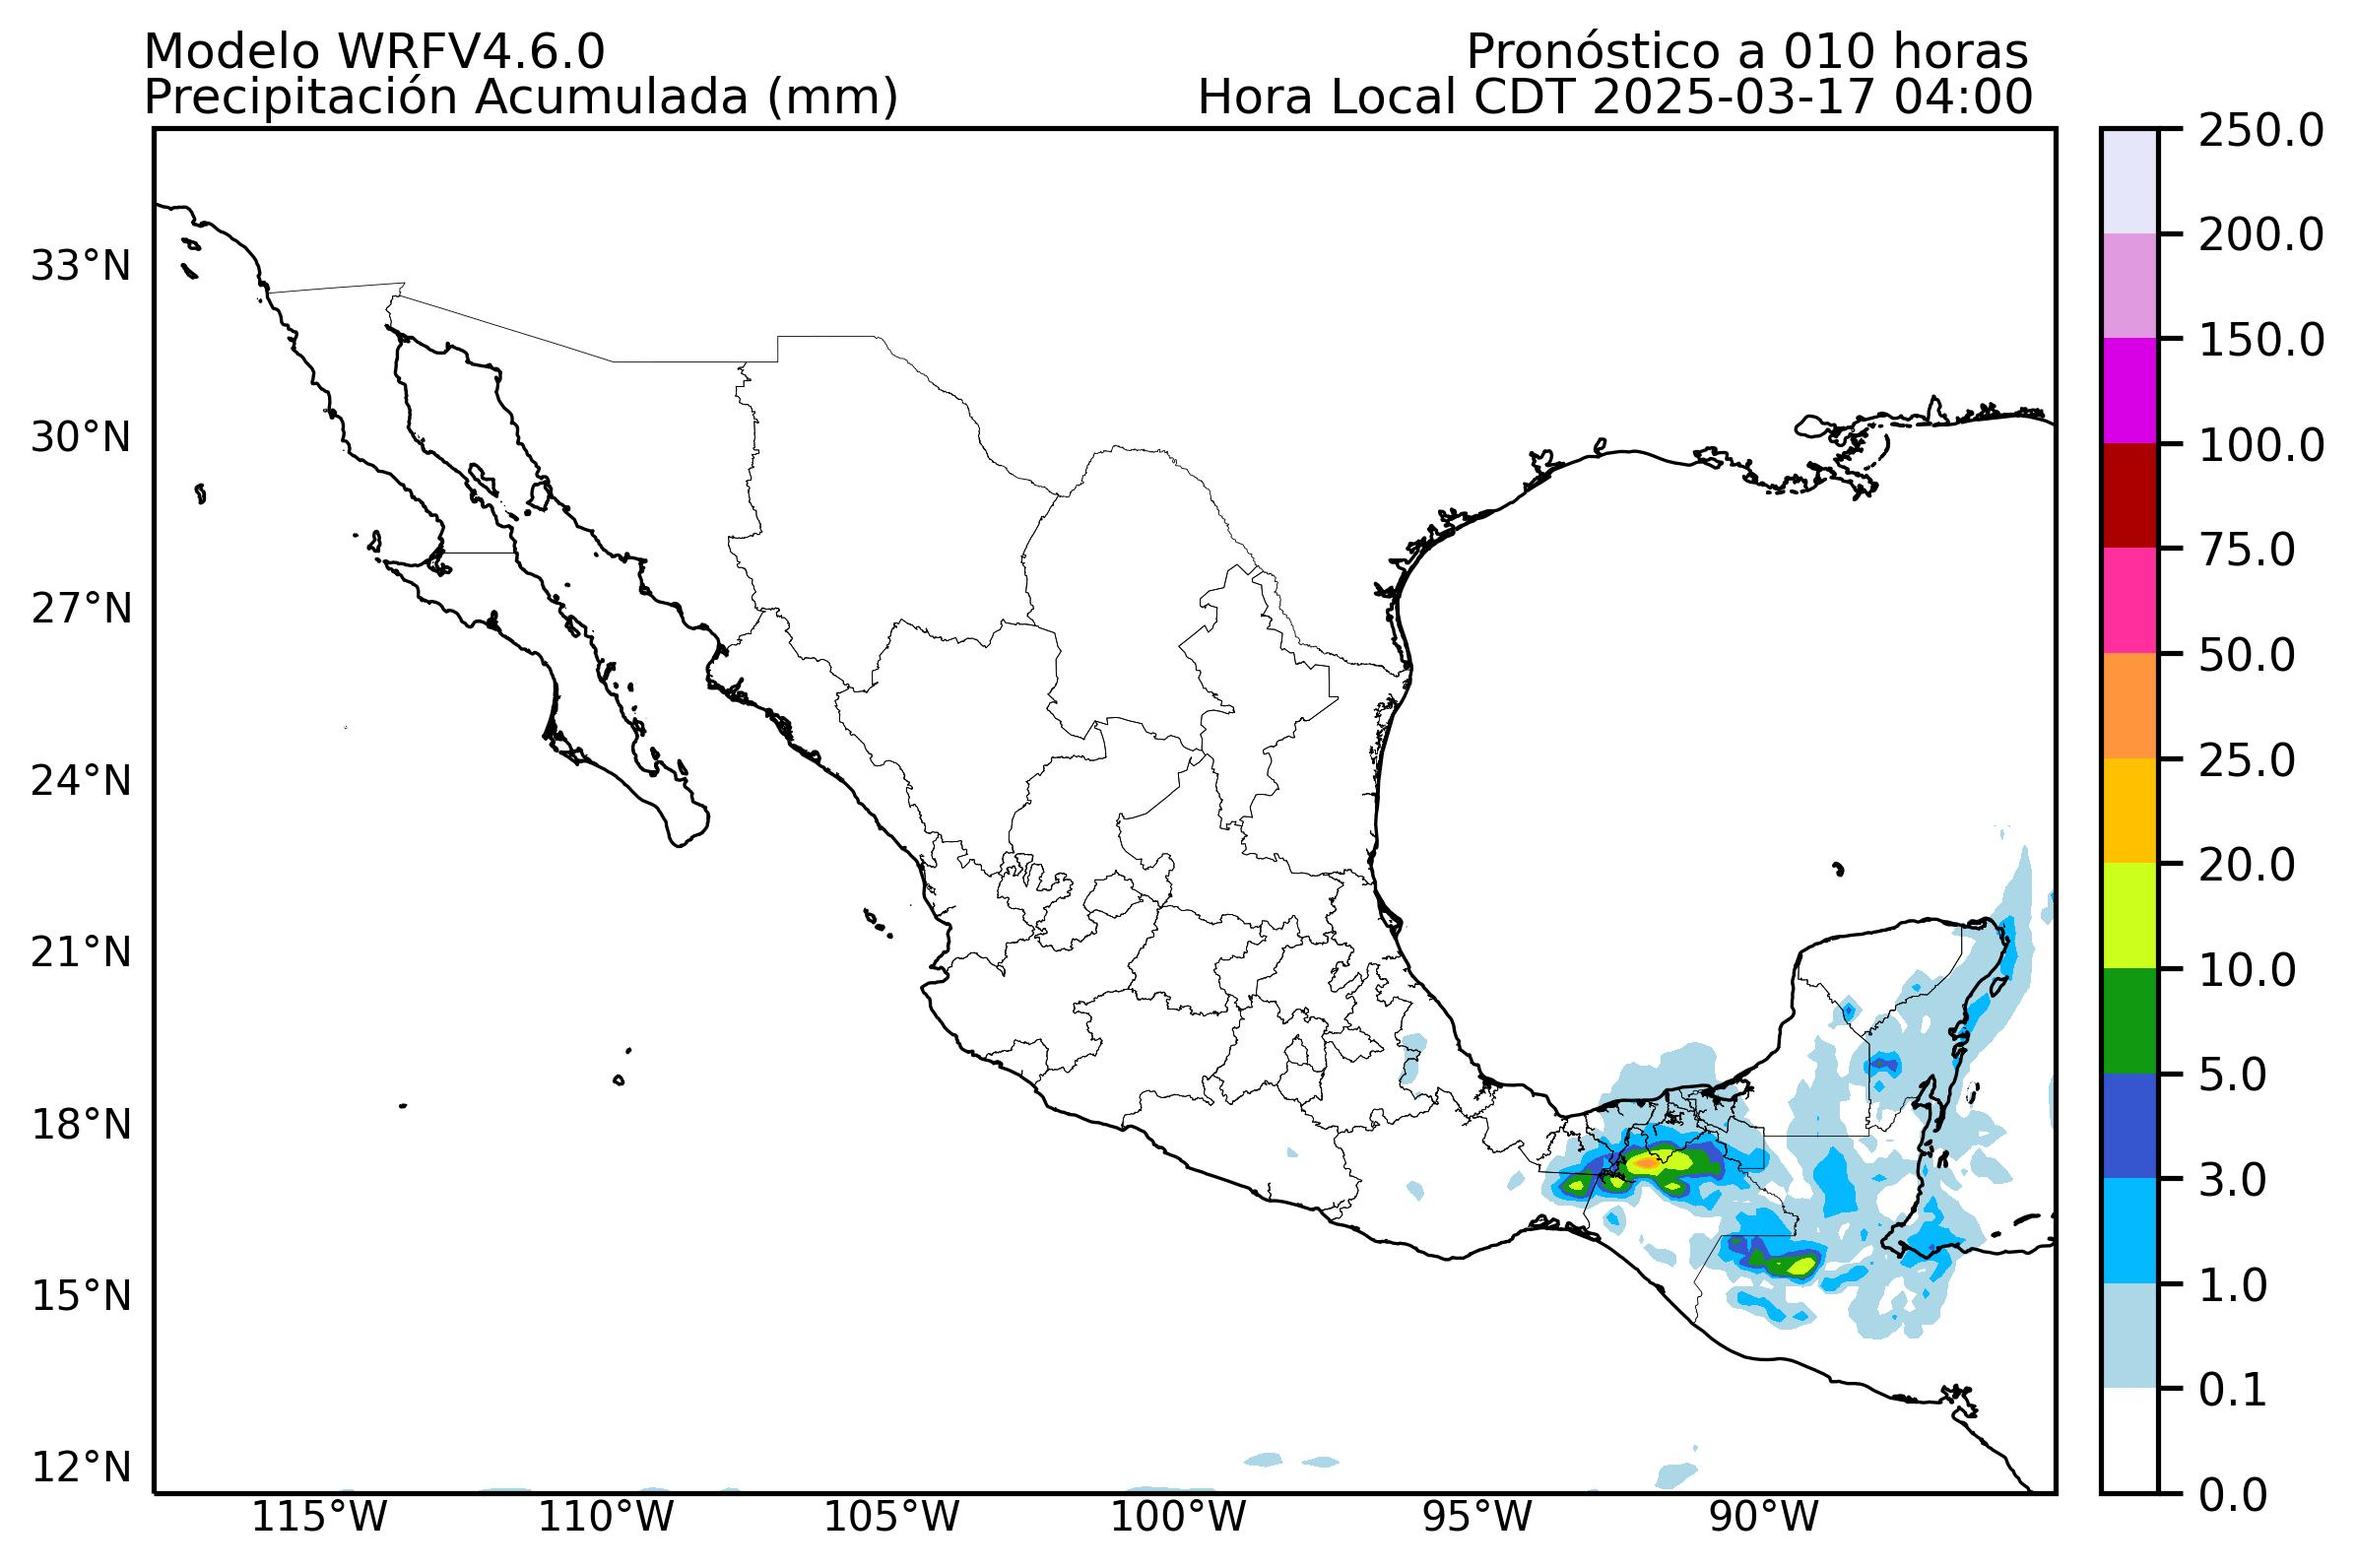 Modelo WRFV4.6.0
Pronóstico a 010 horas
Precipitación Acumulada (mm)
Hora Local CDT 2025-03-17 04:00
33°N
30°N
27°N
24°N
21°N
18°N
15°N
12°N
115°W
110°W
105°W
100°W
95°W
90°W
250.0
200.0
150.0
100.0
75.0
50.0
25.0
20.0
10.0
5.0
3.0
1.0
0.1
0.0